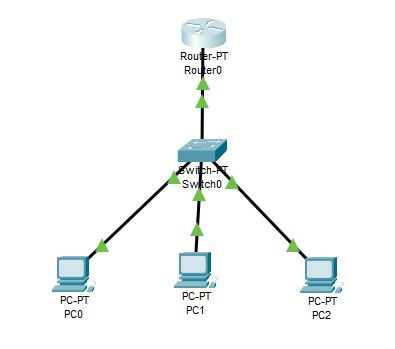 Router-PT
Router0
Switch-PT
Switch0
PC-PT
PC0
PC-PT
PC1
PC-PT
PC2